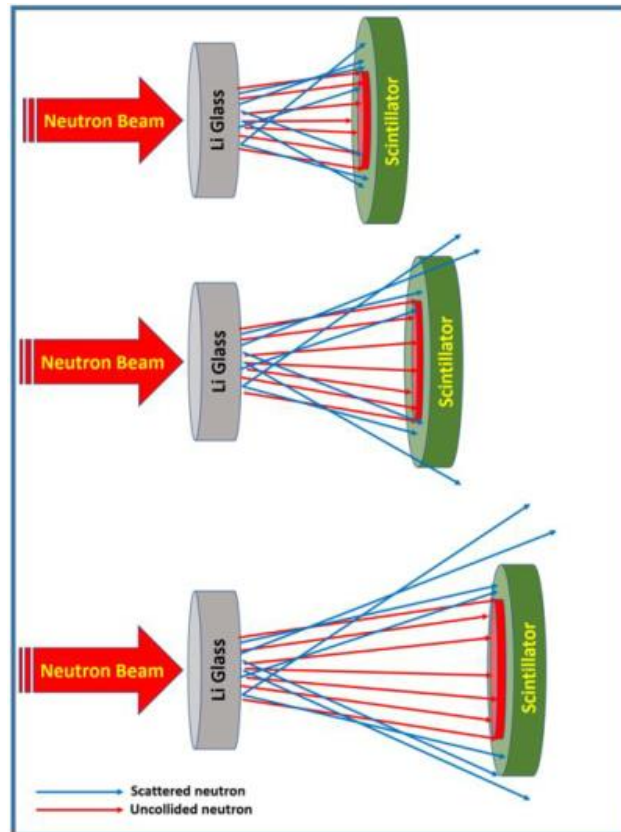 Neutron Beam
Li Glass
Scintillator
Neutron Beam
Li Glass
Scintillator
Neutron Beam
Li Glass
Scintillator
Scattered neutron
Uncollided neutron